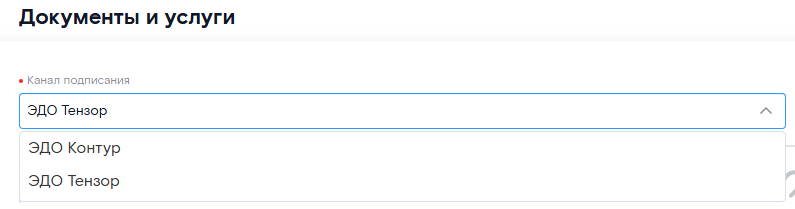 Документы и услуги
Канал подписания
ЭДО Тензор
ЭДО Контур
ЭДО Тензор